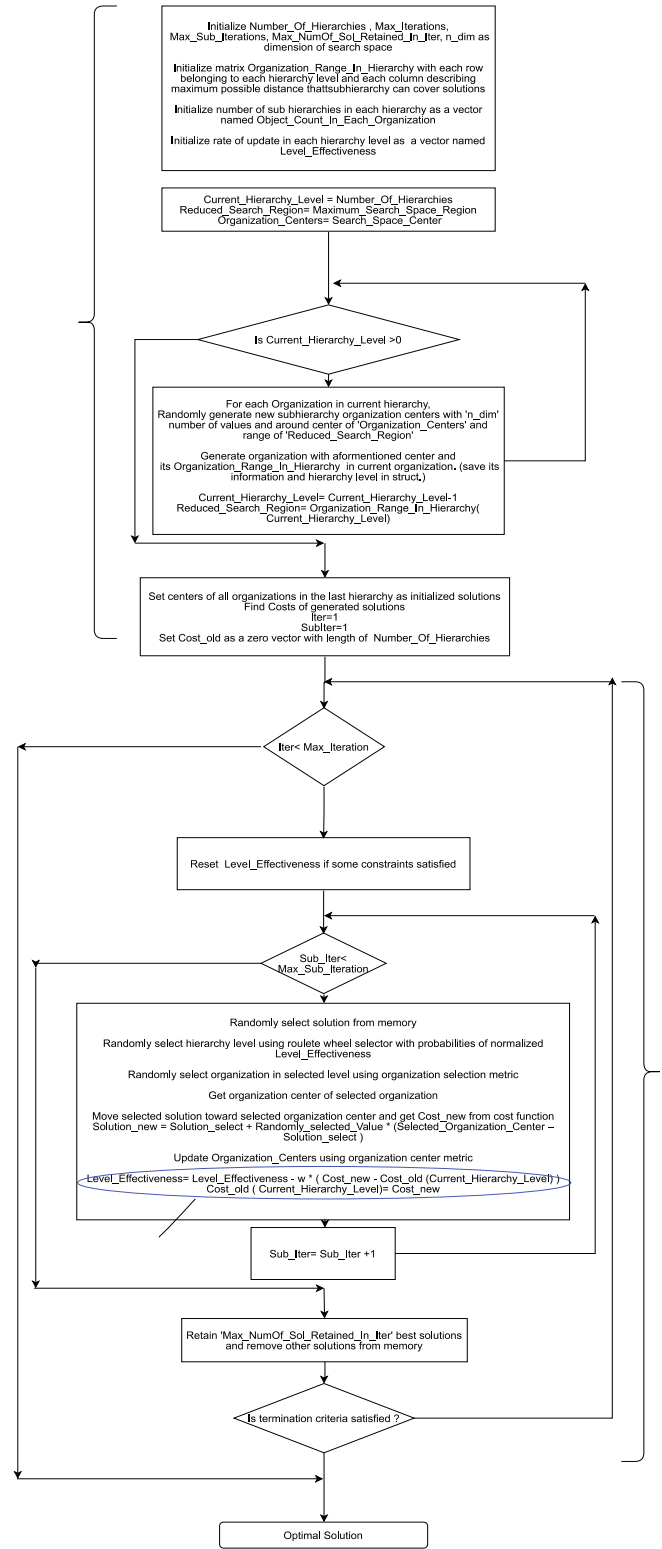 Initialize Number_Of_Hierarchies , Max_Iterations,
Max_Sub_Iterations, Max_NumOf_Sol_Retained_In_Iter, n_dim as
dimension of search space
Initialize matrix Organization_Range_In_Hierarchy with each row
belonging to each hierarchy level and each column describing
maximum possible distance thattsubhierarchy can cover solutions
Initialize number of sub hierarchies in each hierarchy as a vector
named Object_Count_In_Each_Organization
Initialize rate of update in each hierarchy level as a vector named
Level_Effectiveness
Current_Hierarchy_Level = Number_Of_Hierarchies
Reduced_Search_Region= Maximum_Search_Space_Region
Organization_Centers= Search_Space_Center
Is Current_Hierarchy_Level >0
For each Organization in current hierarchy,
Randomly generate new subhierarchy organization centers with 'n_dim'
number of values and around center of 'Organization_Centers' and
range of 'Reduced_Search_Region'
Generate organization with aformentioned center and
its Organization_Range_In_Hierarchy in current organization. (save its
information and hierarchy level in struct.)
Current_Hierarchy_Level= Current_Hierarchy_Level-1
Reduced_Search_Region= Organization_Range_In_Hierarchy(
Current_Hierarchy_Level)
Set centers of all organizations in the last hierarchy as initialized solutions
Find Costs of generated solutions
Iter=1
SubIter=1
Set Cost_old as a zero vector with length of Number_Of_Hierarchies
Iter< Max_Iteration
Reset Level_Effectiveness if some constraints satisfied
Sub_Iter<
Max_Sub_Iteration
Randomly select solution from memory
Randomly select hierarchy level using roulete wheel selector with probabilities of normalized
Level_Effectiveness
Randomly select organization in selected level using organization selection metric
Get organization center of selected organization
Move selected solution toward selected organization center and get Cost_new from cost function
Solution_new = Solution_select + Randomly_selected_Value * (Selected_Organization_Center –
Solution_select )
Update Organization_Centers using organization center metric
Level_Effectiveness= Level_Effectiveness - w * ( Cost_new - Cost_old (Current_Hierarchy_Level) )
Cost_old ( Current_Hierarchy_Level)= Cost_new
Sub_Iter= Sub_Iter +1
Retain 'Max_NumOf_Sol_Retained_In_Iter' best solutions
and remove other solutions from memory
Is termination criteria satisfied ?
Optimal Solution